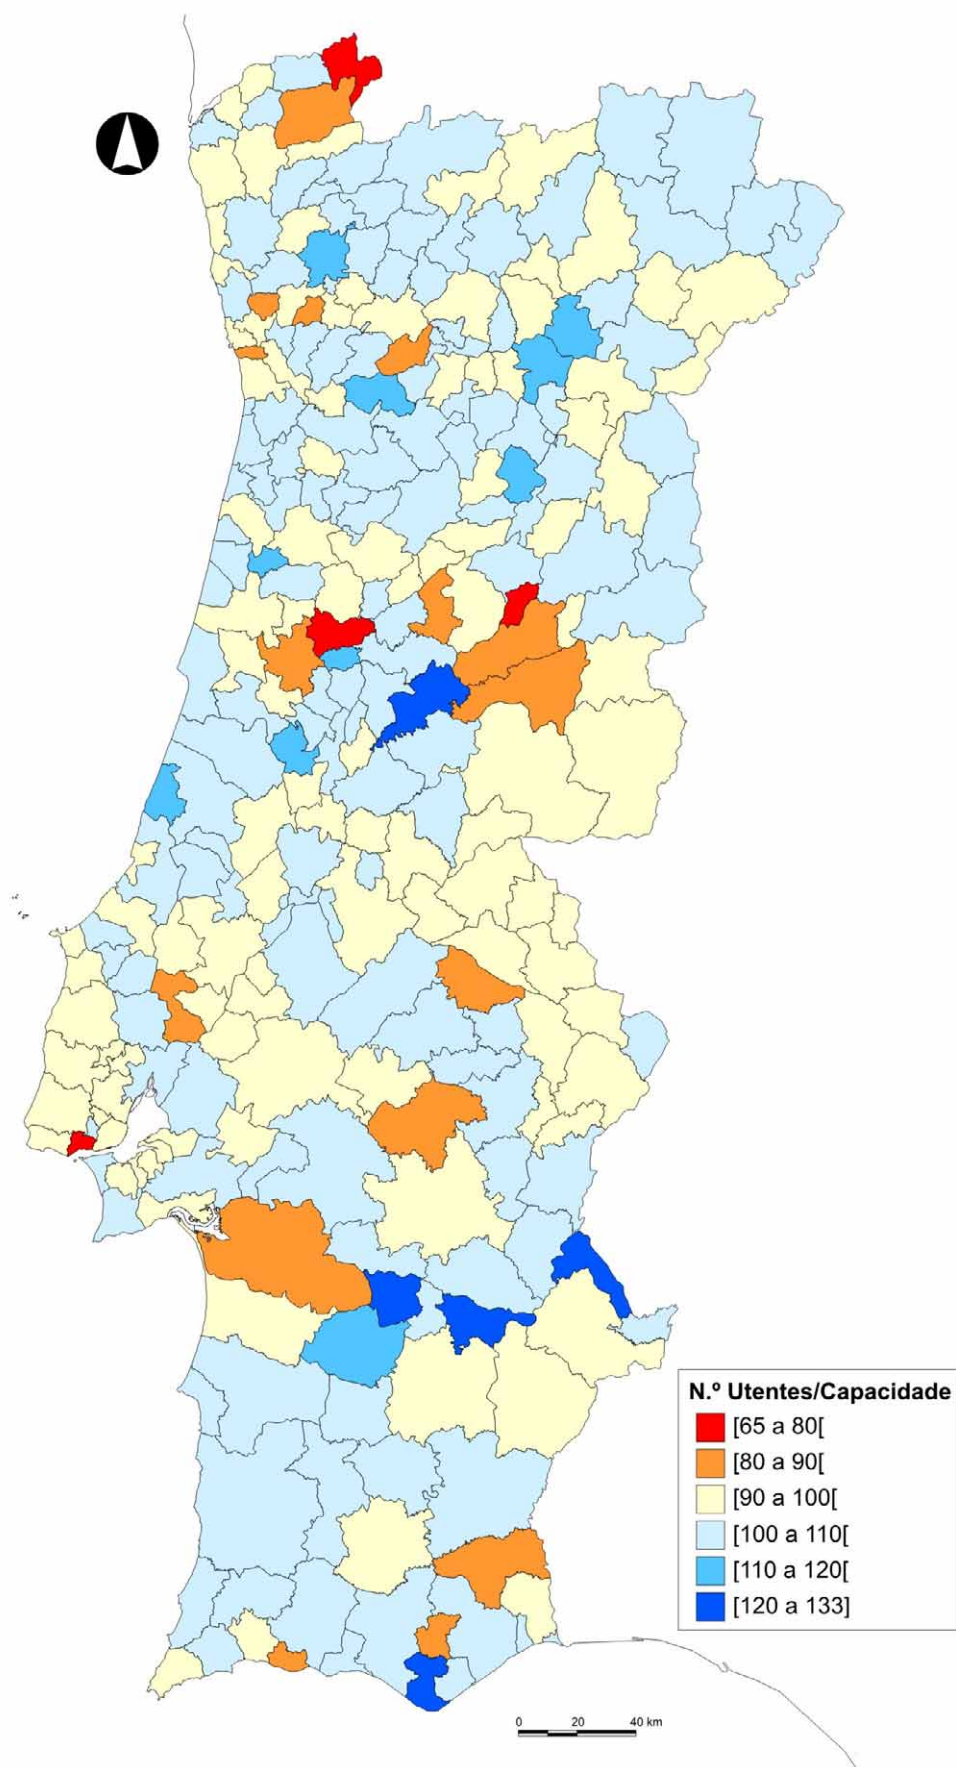 N.º Utentes/Capacidade
[65 a 80[
[80 a 90[
[90 a 100[
[100 a 110[
[110 a 120[
[120 a 133]
0 20 40 km